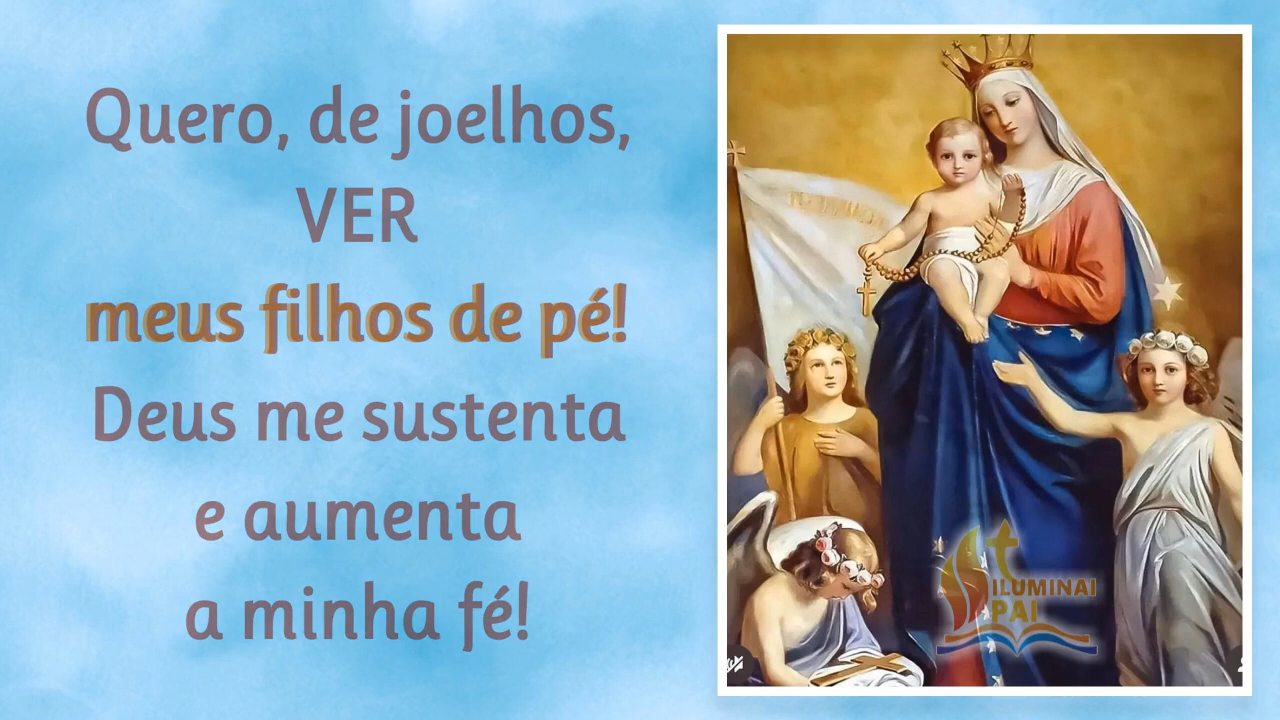 Quero, de joelhos,
VER
meus filhos de pé!
Deus me sustenta
e aumenta
a minha fé!
ILUMINAI
PAI